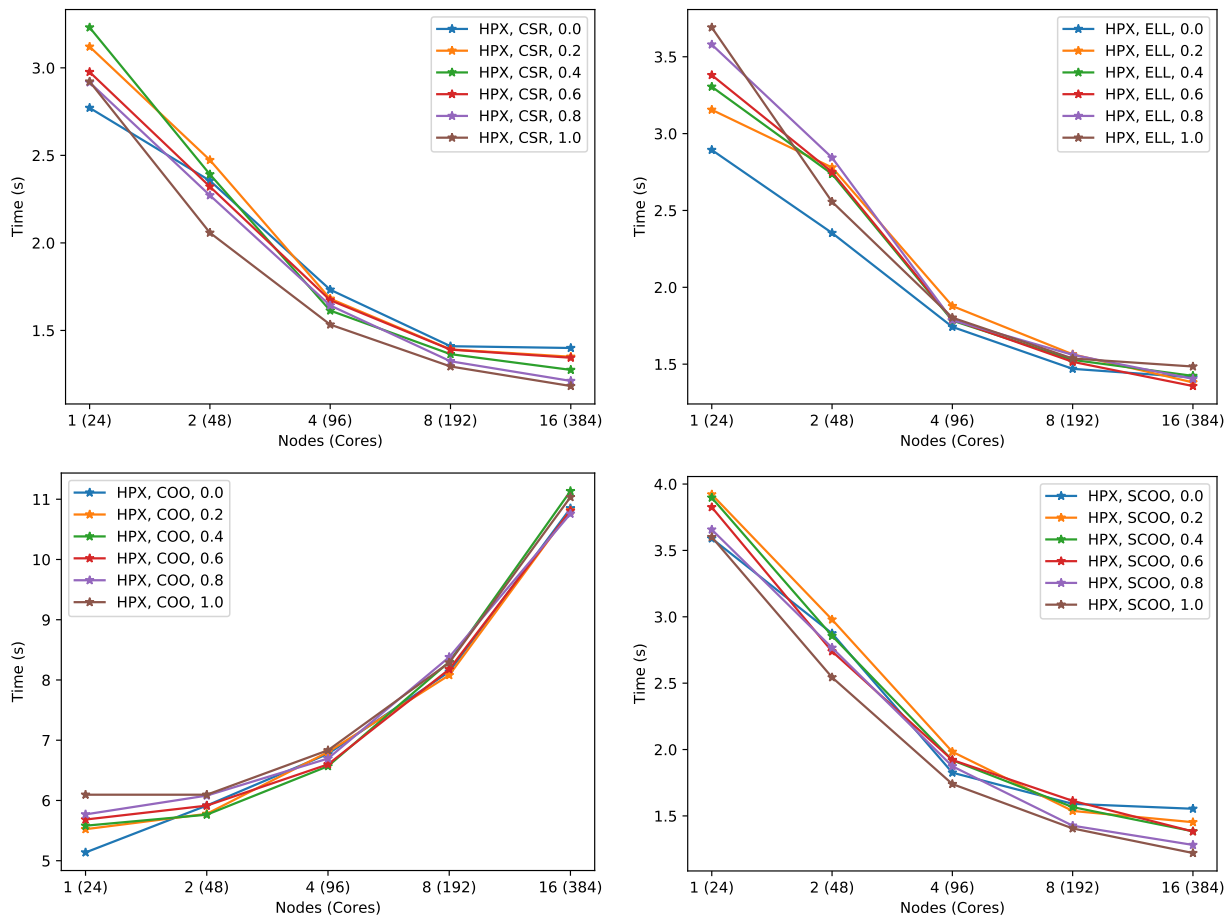 HPX, CSR, 0.0
HPX, CSR, 0.2
HPX, CSR, 0.4
HPX, CSR, 0.6
HPX, CSR, 0.8
HPX, CSR, 1.0
3.0
2.5
2.0
1.5
Time (s)
1 (24) 2 (48) 4 (96) 8 (192) 16 (384)
Nodes (Cores)
HPX, ELL, 0.0
HPX, ELL, 0.2
HPX, ELL, 0.4
HPX, ELL, 0.6
HPX, ELL, 0.8
HPX, ELL, 1.0
3.5
3.0
2.5
2.0
1.5
Time (s)
1 (24) 2 (48) 4 (96) 8 (192) 16 (384)
Nodes (Cores)
HPX, COO, 0.0
HPX, COO, 0.2
HPX, COO, 0.4
HPX, COO, 0.6
HPX, COO, 0.8
HPX, COO, 1.0
11
10
9
8
7
6
5
Time (s)
1 (24) 2 (48) 4 (96) 8 (192) 16 (384)
Nodes (Cores)
HPX, SCOO, 0.0
HPX, SCOO, 0.2
HPX, SCOO, 0.4
HPX, SCOO, 0.6
HPX, SCOO, 0.8
HPX, SCOO, 1.0
4.0
3.5
3.0
2.5
2.0
1.5
Time (s)
1 (24) 2 (48) 4 (96) 8 (192) 16 (384)
Nodes (Cores)